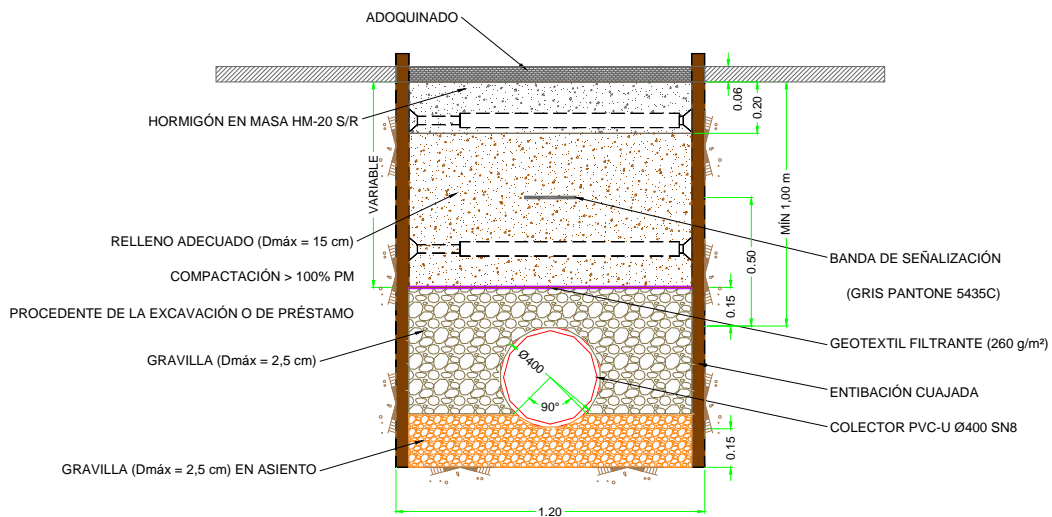 ADOQUINADO
HORMIGÓN EN MASA HM-20 S/R
VARIABLE
0.06
0.20
MÍN 1,00 m
RELLENO ADECUADO (Dmáx = 15 cm)
COMPACTACIÓN > 100% PM
PROCEDENTE DE LA EXCAVACIÓN O DE PRÉSTAMO
0.50
BANDA DE SEÑALIZACIÓN
(GRIS PANTONE 5435C)
0.15
GEOTEXTIL FILTRANTE (260 g/m²)
GRAVILLA (Dmáx = 2,5 cm)
Ø400
90°
ENTIBACIÓN CUAJADA
COLECTOR PVC-U Ø400 SN8
0.15
GRAVILLA (Dmáx = 2,5 cm) EN ASIENTO
1.20